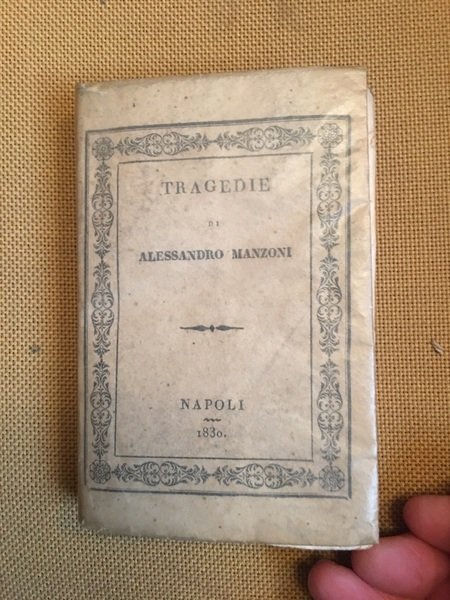 TRAGEDIE
DI
ALESSANDRO MANZONI
NAPOLI
1830.